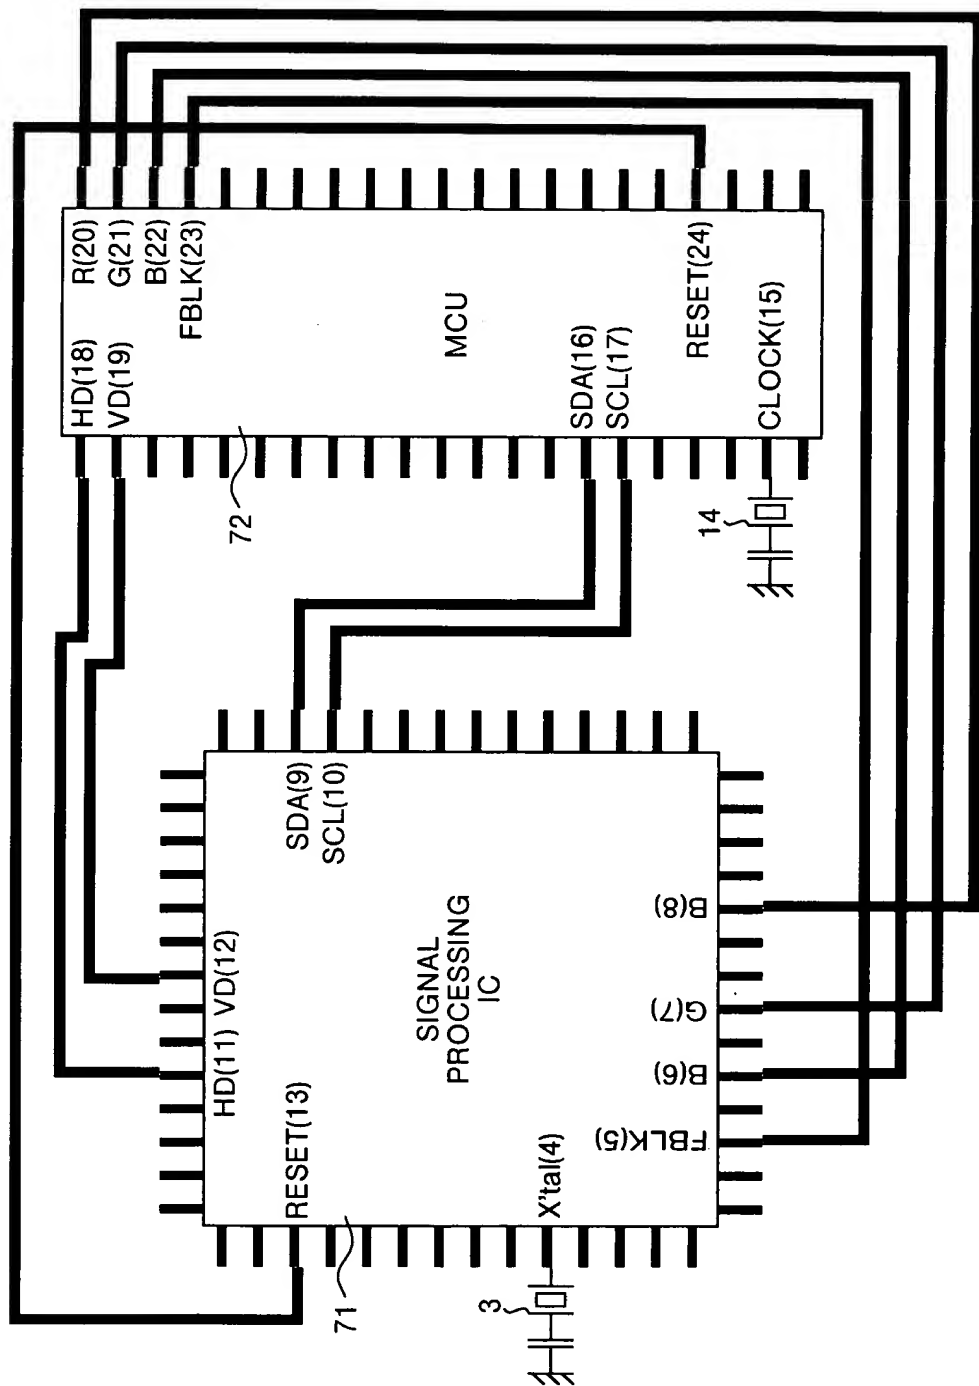 R(20)
G(21)
B(22)
FBLK(23)
HD(18)
VD(19)
MCU
SDA(16)
SCL(17)
RESET(24)
CLOCK(15)
72
14
SDA(9)
SCL(10)
HD(11)
VD(12)
SIGNAL
PROCESSING
IC
B(8)
G(7)
B(6)
FBLK(5)
RESET(13)
X'tal(4)
71
3